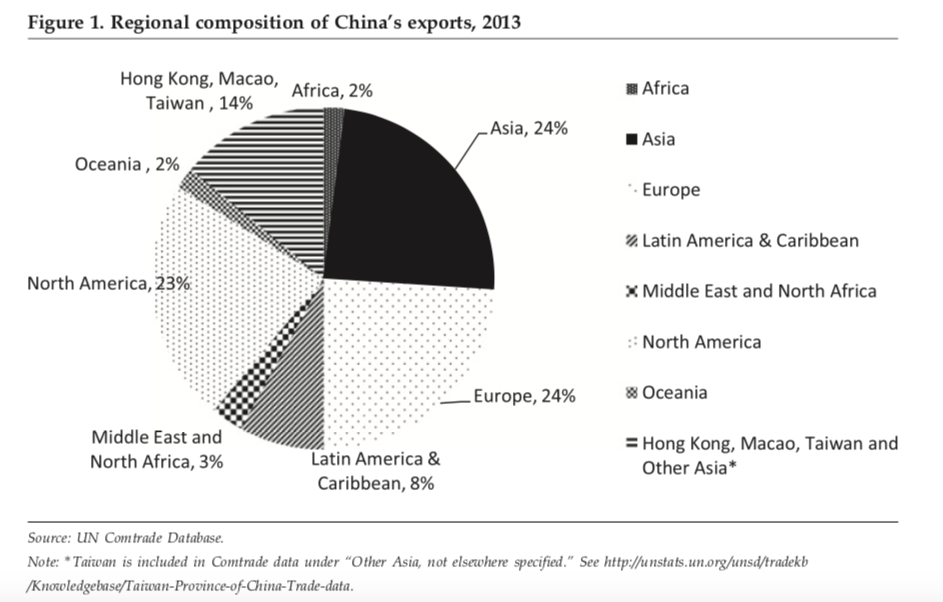 Figure 1. Regional composition of China’s exports, 2013
Hong Kong, Macao,
Taiwan , 14%
Africa, 2%
Asia, 24%
Oceania , 2%
North America, 23%
Europe, 24%
Middle East and
North Africa, 3%
Latin America &
Caribbean, 8%
Africa
Asia
Europe
Latin America & Caribbean
Middle East and North Africa
North America
Oceania
Hong Kong, Macao, Taiwan and
Other Asia*
Source: UN Comtrade Database.
Note: *Taiwan is included in Comtrade data under “Other Asia, not elsewhere specified.” See http://unstats.un.org/unsd/tradekb
/Knowledgebase/Taiwan-Province-of-China-Trade-data.